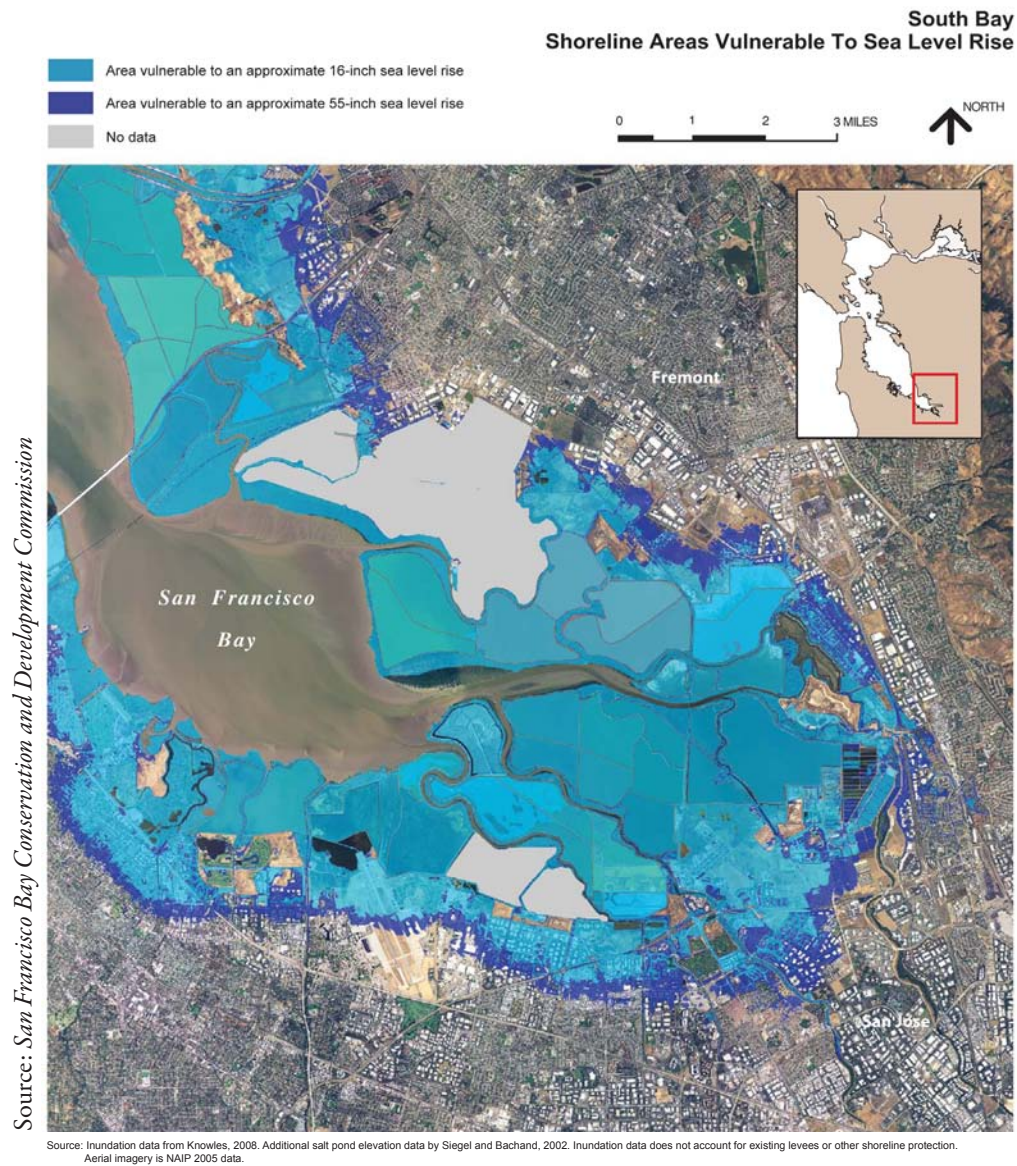 South Bay
Shoreline Areas Vulnerable To Sea Level Rise
Area vulnerable to an approximate 16-inch sea level rise
Area vulnerable to an approximate 55-inch sea level rise
No data
0 1 2 3 MILES
NORTH
Fremont
San Francisco
Bay
San Jose
Source: San Francisco Bay Conservation and Development Commission
Source: Inundation data from Knowles, 2008. Additional salt pond elevation data by Siegel and Bachand, 2002. Inundation data does not account for existing levees or other shoreline protection.
Aerial imagery is NAIP 2005 data.